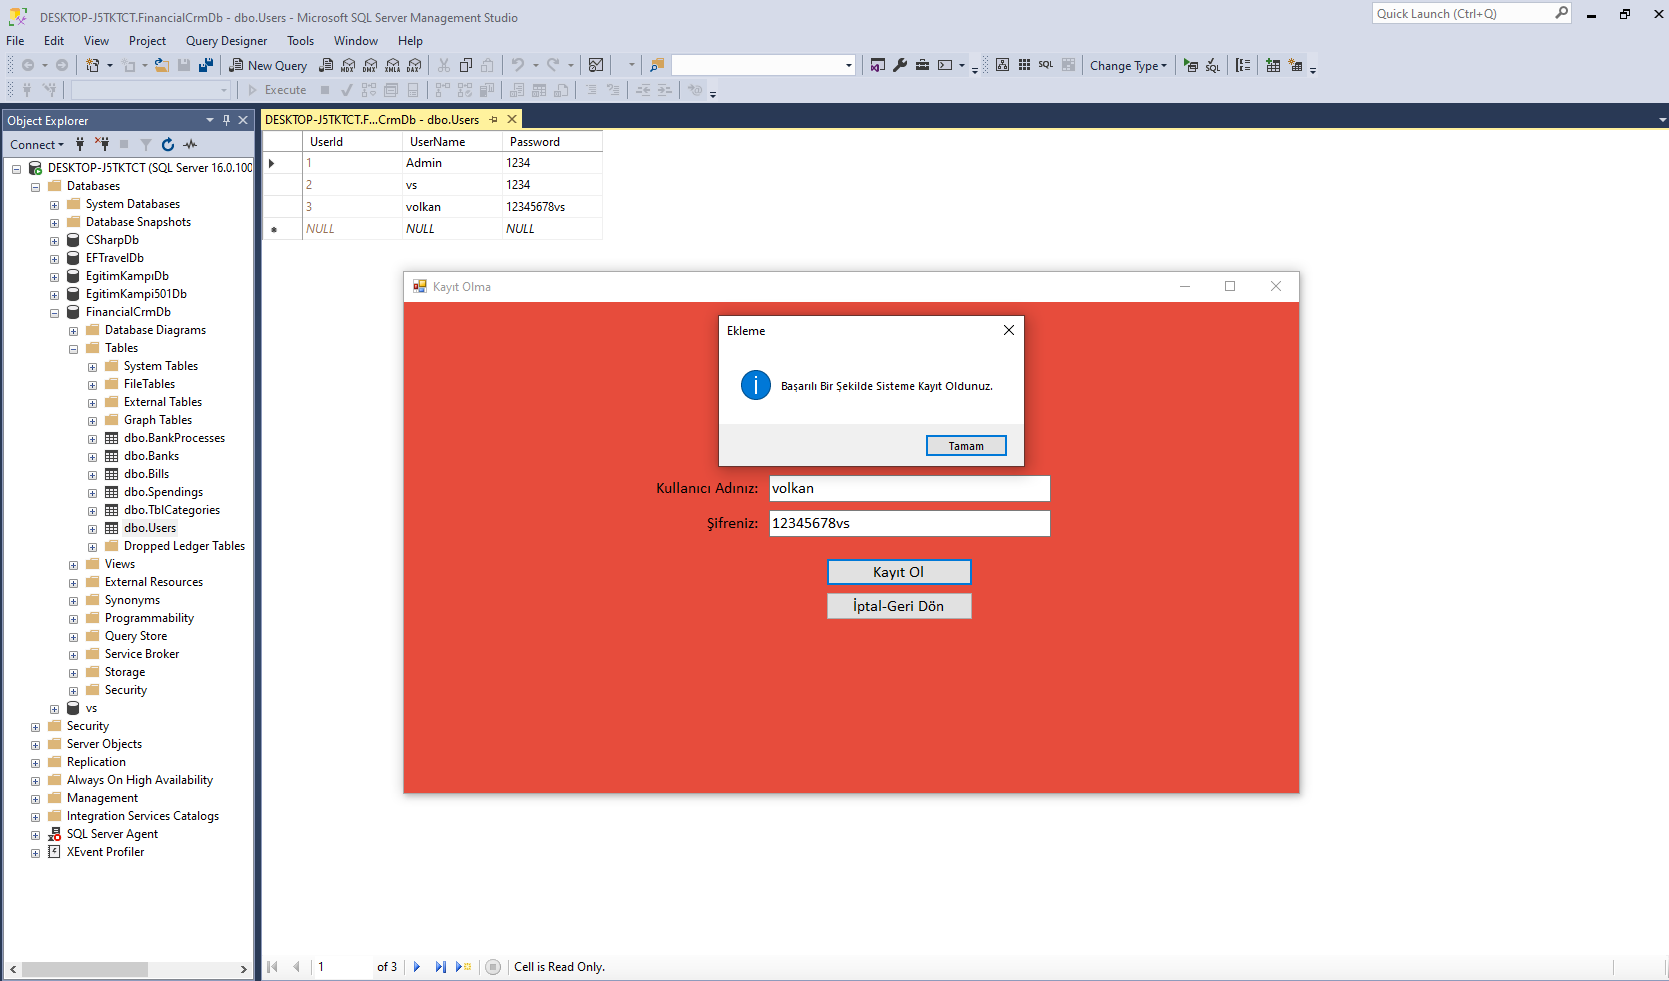 DESKTOP-J5TKTCT.FinancialCrmDb - dbo.Users - Microsoft SQL Server Management Studio
Quick Launch (Ctrl+Q)
File Edit View Project Query Designer Tools Window Help
New Query
MDX DMX XMLA DAX
SQL
Change Type
SQL
Execute
Object Explorer
Connect
DESKTOP-J5TKTCT (SQL Server 16.0.100
Databases
System Databases
Database Snapshots
CSharpDb
EFTravelDb
EgitimKampıDb
EgitimKampi501Db
FinancialCrmDb
Database Diagrams
Tables
System Tables
FileTables
External Tables
Graph Tables
dbo.BankProcesses
dbo.Banks
dbo.Bills
dbo.Spendings
dbo.TblCategories
dbo.Users
Dropped Ledger Tables
Views
External Resources
Synonyms
Programmability
Query Store
Service Broker
Storage
Security
vs
Security
Server Objects
Replication
Always On High Availability
Management
Integration Services Catalogs
SQL Server Agent
XEvent Profiler
DESKTOP-J5TKTCT.F...CrmDb - dbo.Users
UserId UserName Password
1 Admin 1234
2 vs 1234
3 volkan 12345678vs
NULL NULL NULL
Kayıt Olma
Ekleme
Başarılı Bir Şekilde Sisteme Kayıt Oldunuz.
Tamam
Kullanıcı Adınız: volkan
Şifreniz: 12345678vs
Kayıt Ol
İptal-Geri Dön
1 of 3 Cell is Read Only.